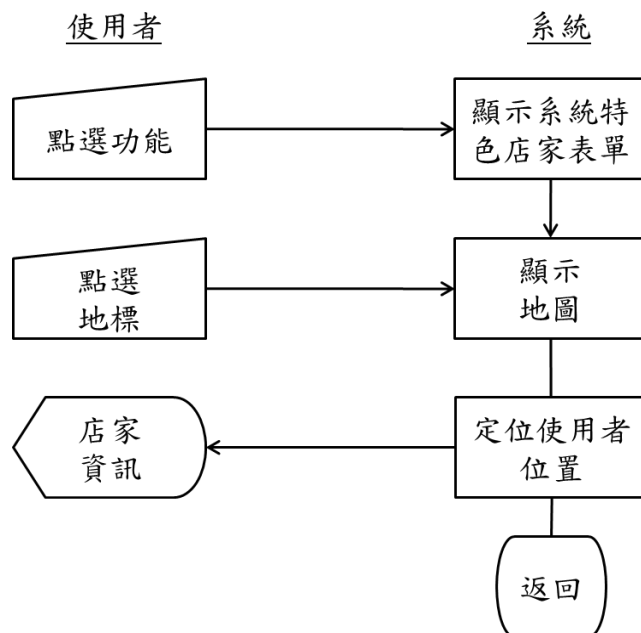 使用者
系統
點選功能
顯示系統特
色店家表單
點選
地標
顯示
地圖
店家
資訊
定位使用者
位置
返回